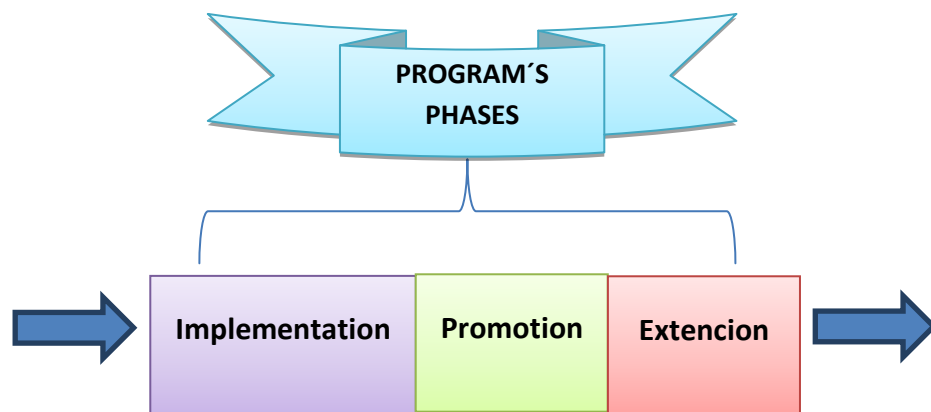 PROGRAM´S
PHASES
Implementation
Promotion
Extencion